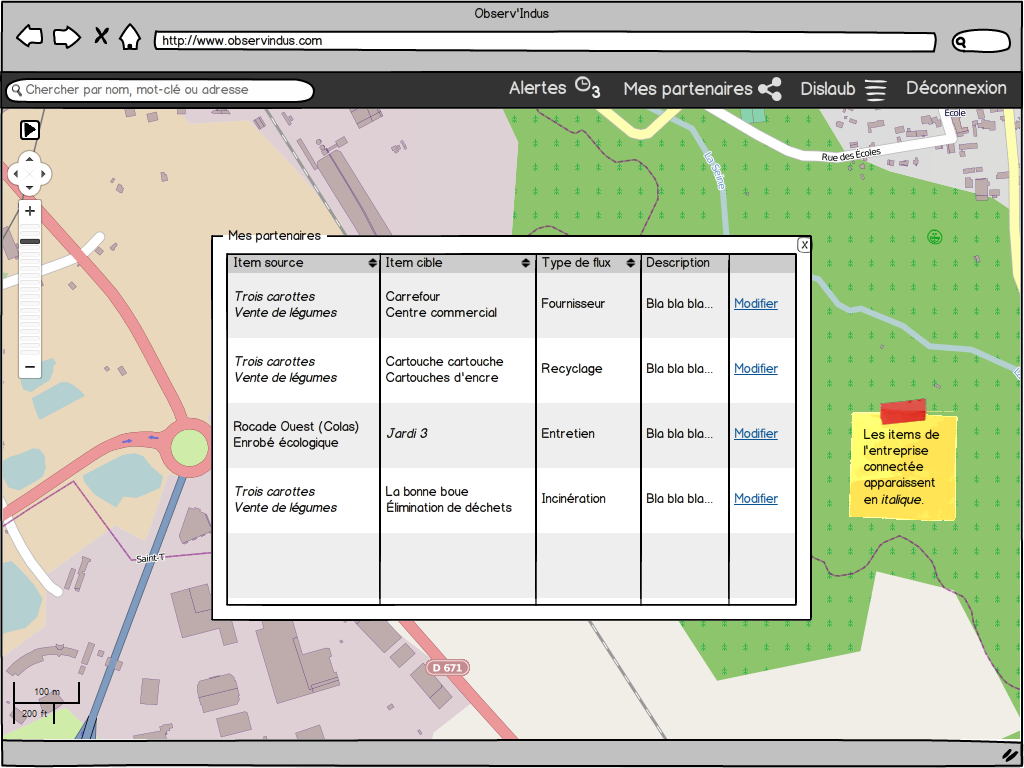 Observ'Indus
http://www.observindus.com
Chercher par nom, mot-clé ou adresse
Alertes 3
Mes partenaires
Dislaub
Déconnexion
École
Rue des Écoles
La Seine
Mes partenaires
X
Item source Item cible Type de flux Description
Trois carottes
Vente de légumes
Carrefour
Centre commercial
Fournisseur
Bla bla bla...
Modifier
Trois carottes
Vente de légumes
Cartouche cartouche
Cartouches d'encre
Recyclage
Bla bla bla...
Modifier
Rocade Ouest (Colas)
Enrobé écologique
Jardi 3
Entretien
Bla bla bla...
Modifier
Trois carottes
Vente de légumes
La bonne boue
Élimination de déchets
Incinération
Bla bla bla...
Modifier
Les items de
l'entreprise
connectée
apparaissent
en italique.
Saint-T
D 671
100 m
200 ft